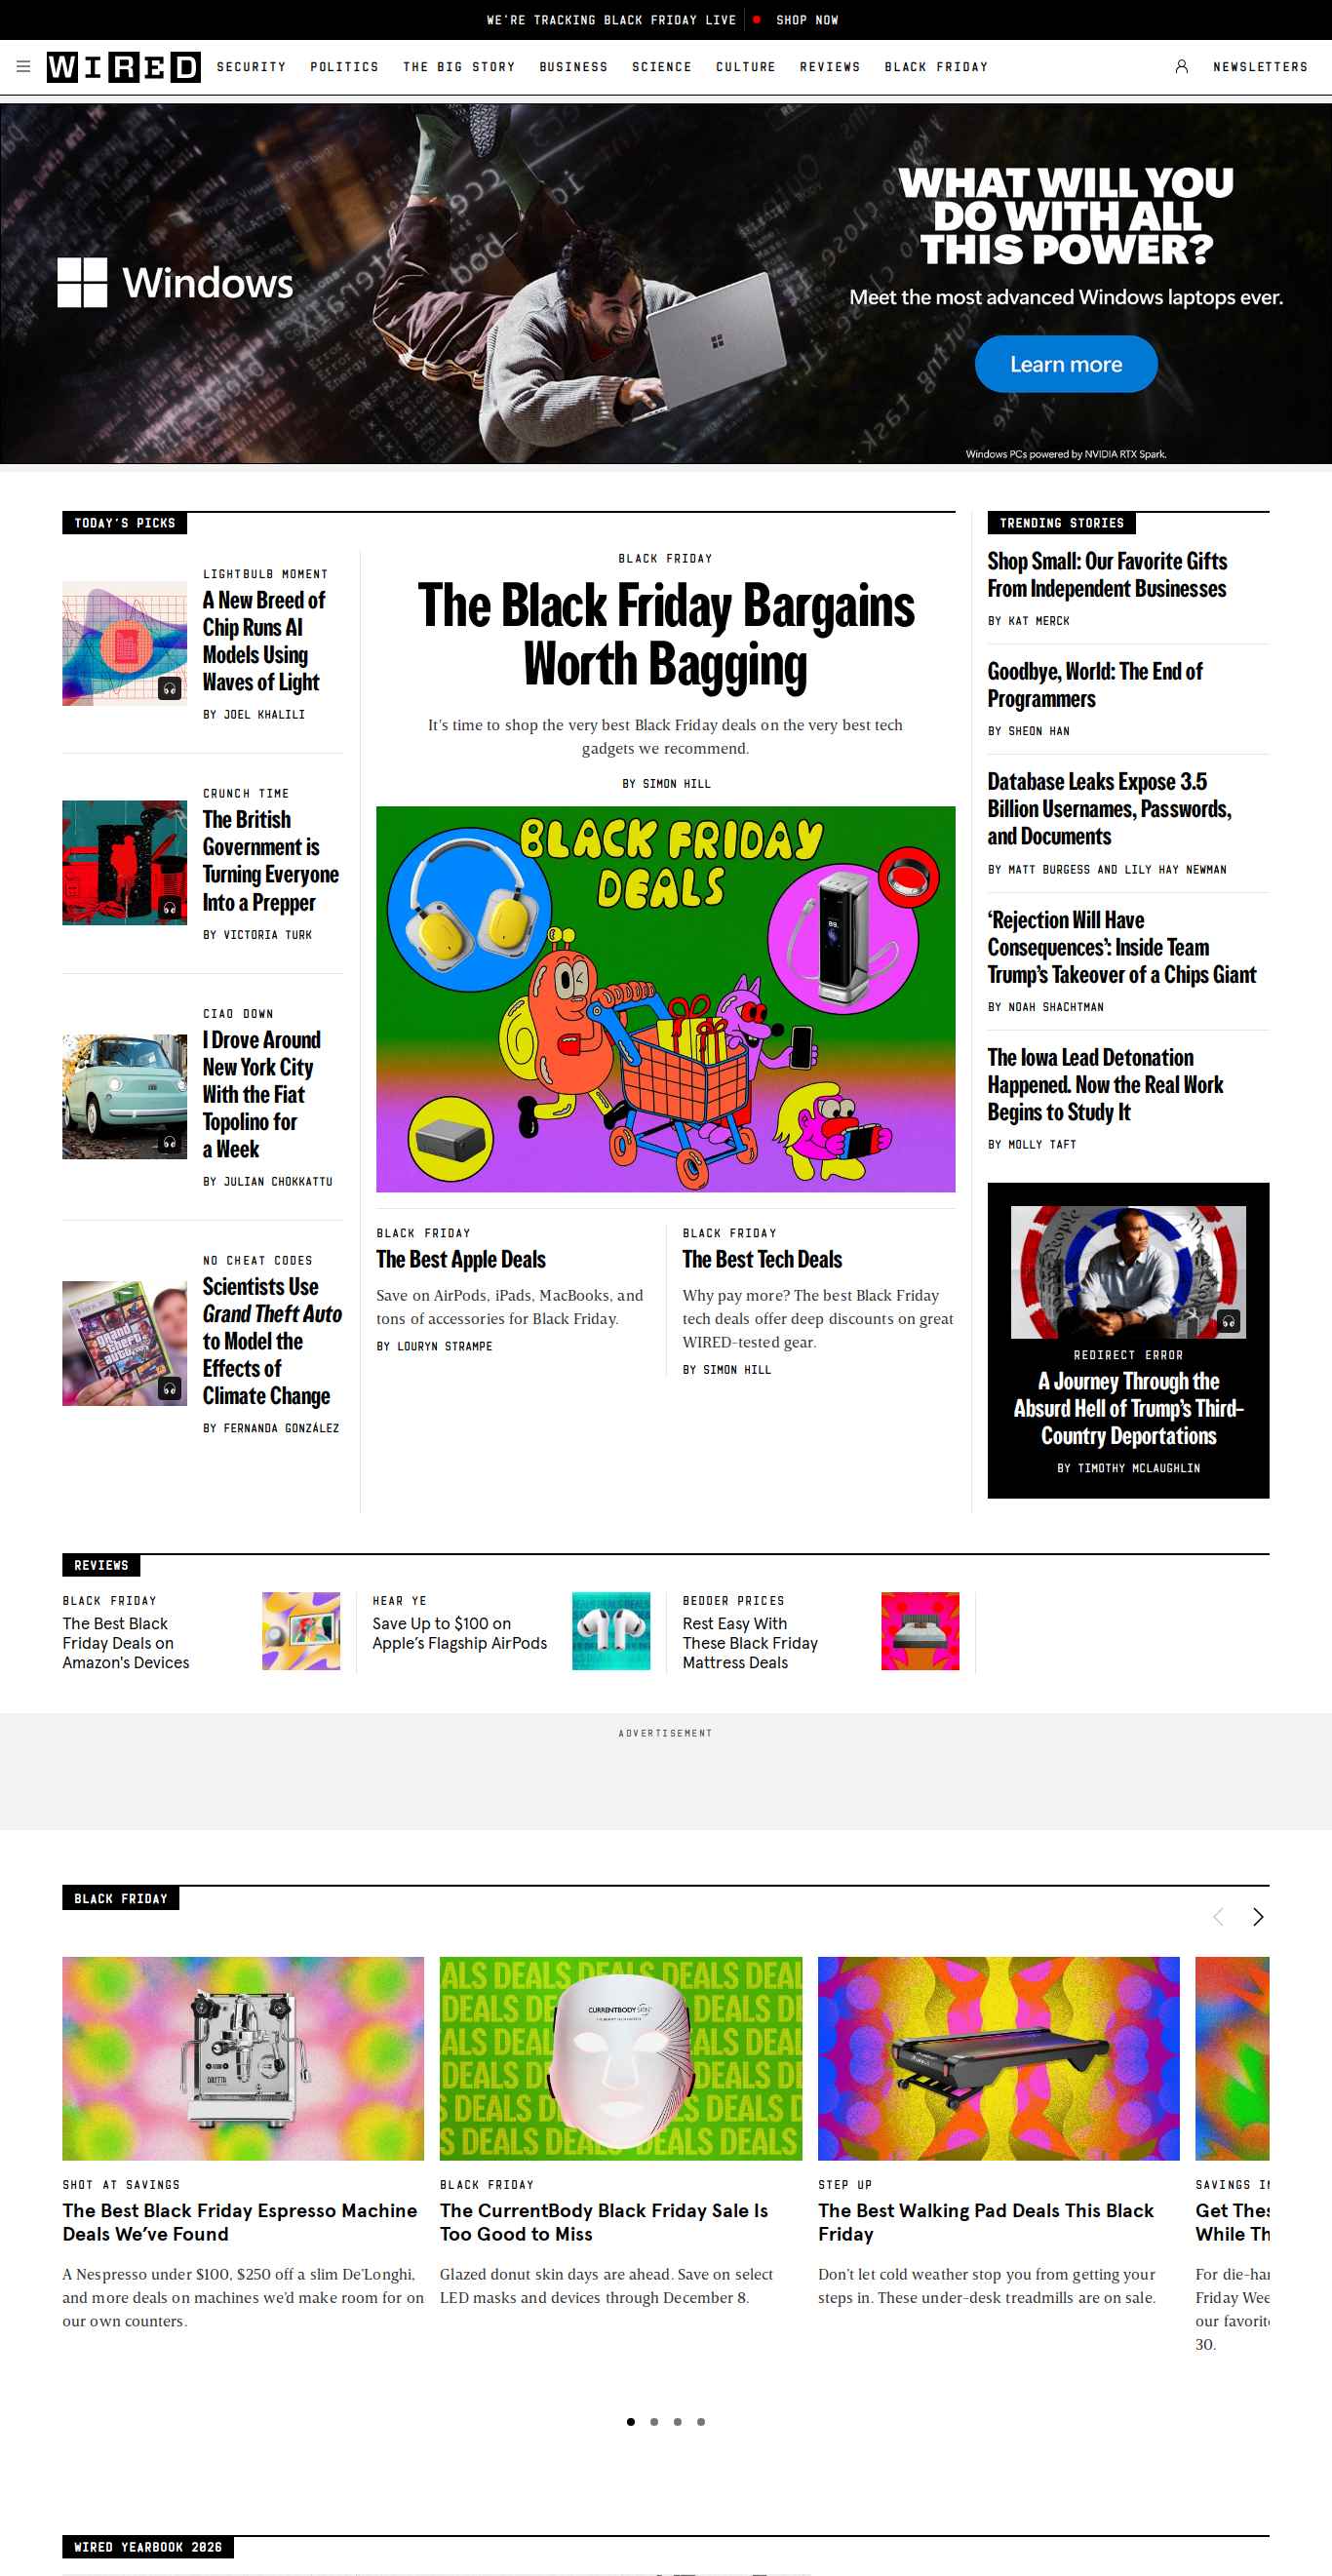 WE'RE TRACKING BLACK FRIDAY LIVE
SHOP NOW
WIRED
SECURITY
POLITICS
THE BIG STORY
BUSINESS
SCIENCE
CULTURE
REVIEWS
BLACK FRIDAY
NEWSLETTERS
Windows
WHAT WILL YOU
DO WITH ALL
THIS POWER?
Meet the most advanced Windows laptops ever.
Learn more
Windows PCs powered by NVIDIA RTX Spark.
TODAY'S PICKS
LIGHTBULB MOMENT
A New Breed of
Chip Runs AI
Models Using
Waves of Light
BY JOEL KHALILI
CRUNCH TIME
The British
Government is
Turning Everyone
Into a Prepper
BY VICTORIA TURK
CIAO DOWN
I Drove Around
New York City
With the Fiat
Topolino for
a Week
BY JULIAN CHOKKATTU
NO CHEAT CODES
Scientists Use
Grand Theft Auto
to Model the
Effects of
Climate Change
BY FERNANDA GONZÁLEZ
BLACK FRIDAY
The Black Friday Bargains
Worth Bagging
It's time to shop the very best Black Friday deals on the very best tech
gadgets we recommend.
BY SIMON HILL
BLACK FRIDAY
DEALS
BLACK FRIDAY
The Best Apple Deals
Save on AirPods, iPads, MacBooks, and
tons of accessories for Black Friday.
BY LOURYN STRAMPE
BLACK FRIDAY
The Best Tech Deals
Why pay more? The best Black Friday
tech deals offer deep discounts on great
WIRED-tested gear.
BY SIMON HILL
TRENDING STORIES
Shop Small: Our Favorite Gifts
From Independent Businesses
BY KAT MERCK
Goodbye, World: The End of
Programmers
BY SHEON HAN
Database Leaks Expose 3.5
Billion Usernames, Passwords,
and Documents
BY MATT BURGESS AND LILY HAY NEWMAN
‘Rejection Will Have
Consequences’: Inside Team
Trump’s Takeover of a Chips Giant
BY NOAH SHACHTMAN
The Iowa Lead Detonation
Happened. Now the Real Work
Begins to Study It
BY MOLLY TAFT
REDIRECT ERROR
A Journey Through the
Absurd Hell of Trump’s Third-
Country Deportations
BY TIMOTHY MCLAUGHLIN
REVIEWS
BLACK FRIDAY
The Best Black
Friday Deals on
Amazon's Devices
HEAR YE
Save Up to $100 on
Apple’s Flagship AirPods
BEDDER PRICES
Rest Easy With
These Black Friday
Mattress Deals
ADVERTISEMENT
BLACK FRIDAY
SHOT AT SAVINGS
The Best Black Friday Espresso Machine
Deals We’ve Found
A Nespresso under $100, $250 off a slim De’Longhi,
and more deals on machines we’d make room for on
our own counters.
CURRENTBODY SKIN
BLACK FRIDAY
The CurrentBody Black Friday Sale Is
Too Good to Miss
Glazed donut skin days are ahead. Save on select
LED masks and devices through December 8.
STEP UP
The Best Walking Pad Deals This Black
Friday
Don’t let cold weather stop you from getting your
steps in. These under-desk treadmills are on sale.
SAVINGS
Get
While
For die-
Friday
our
30.
WIRED YEARBOOK 2026